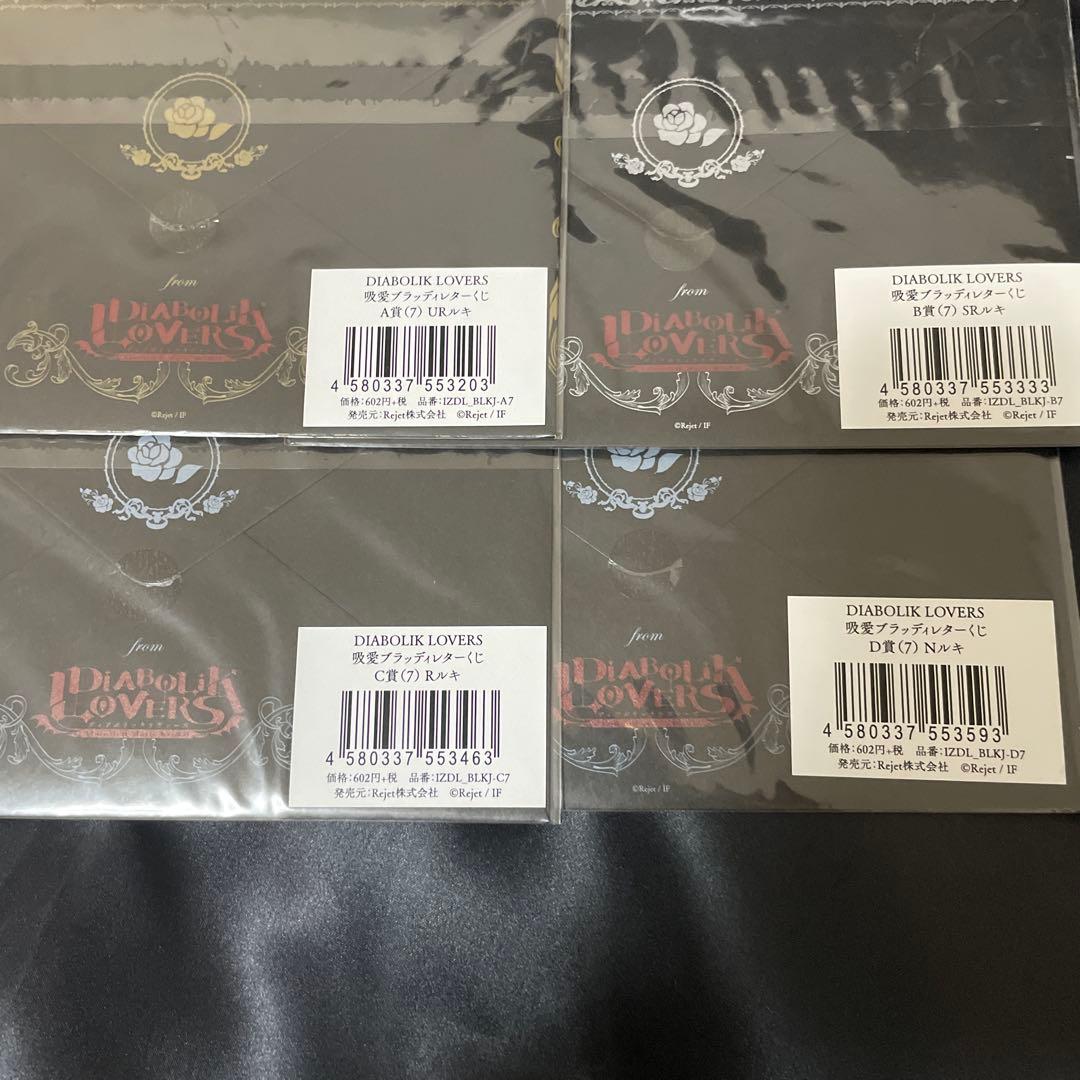 from
DIABOLIK LOVERS
©Rejet / IF
DIABOLIK LOVERS
吸愛ブラッディレターくじ
A賞(7) URルキ
4 580337 553203
価格:602円+税 品番:IZDL_BLKJ-A7
発売元:Rejet株式会社 ©Rejet / IF
from
DIABOLIK LOVERS
©Rejet / IF
DIABOLIK LOVERS
吸愛ブラッディレターくじ
B賞(7) SRルキ
4 580337 553333
価格:602円+税 品番:IZDL_BLKJ-B7
発売元:Rejet株式会社 ©Rejet / IF
from
DIABOLIK LOVERS
DIABOLIK LOVERS
吸愛ブラッディレターくじ
C賞(7) Rルキ
4 580337 553463
価格:602円+税 品番:IZDL_BLKJ-C7
発売元:Rejet株式会社 ©Rejet / IF
from
DIABOLIK LOVERS
©Rejet / IF
DIABOLIK LOVERS
吸愛ブラッディレターくじ
D賞(7) Nルキ
4 580337 553593
価格:602円+税 品番:IZDL_BLKJ-D7
発売元:Rejet株式会社 ©Rejet / IF